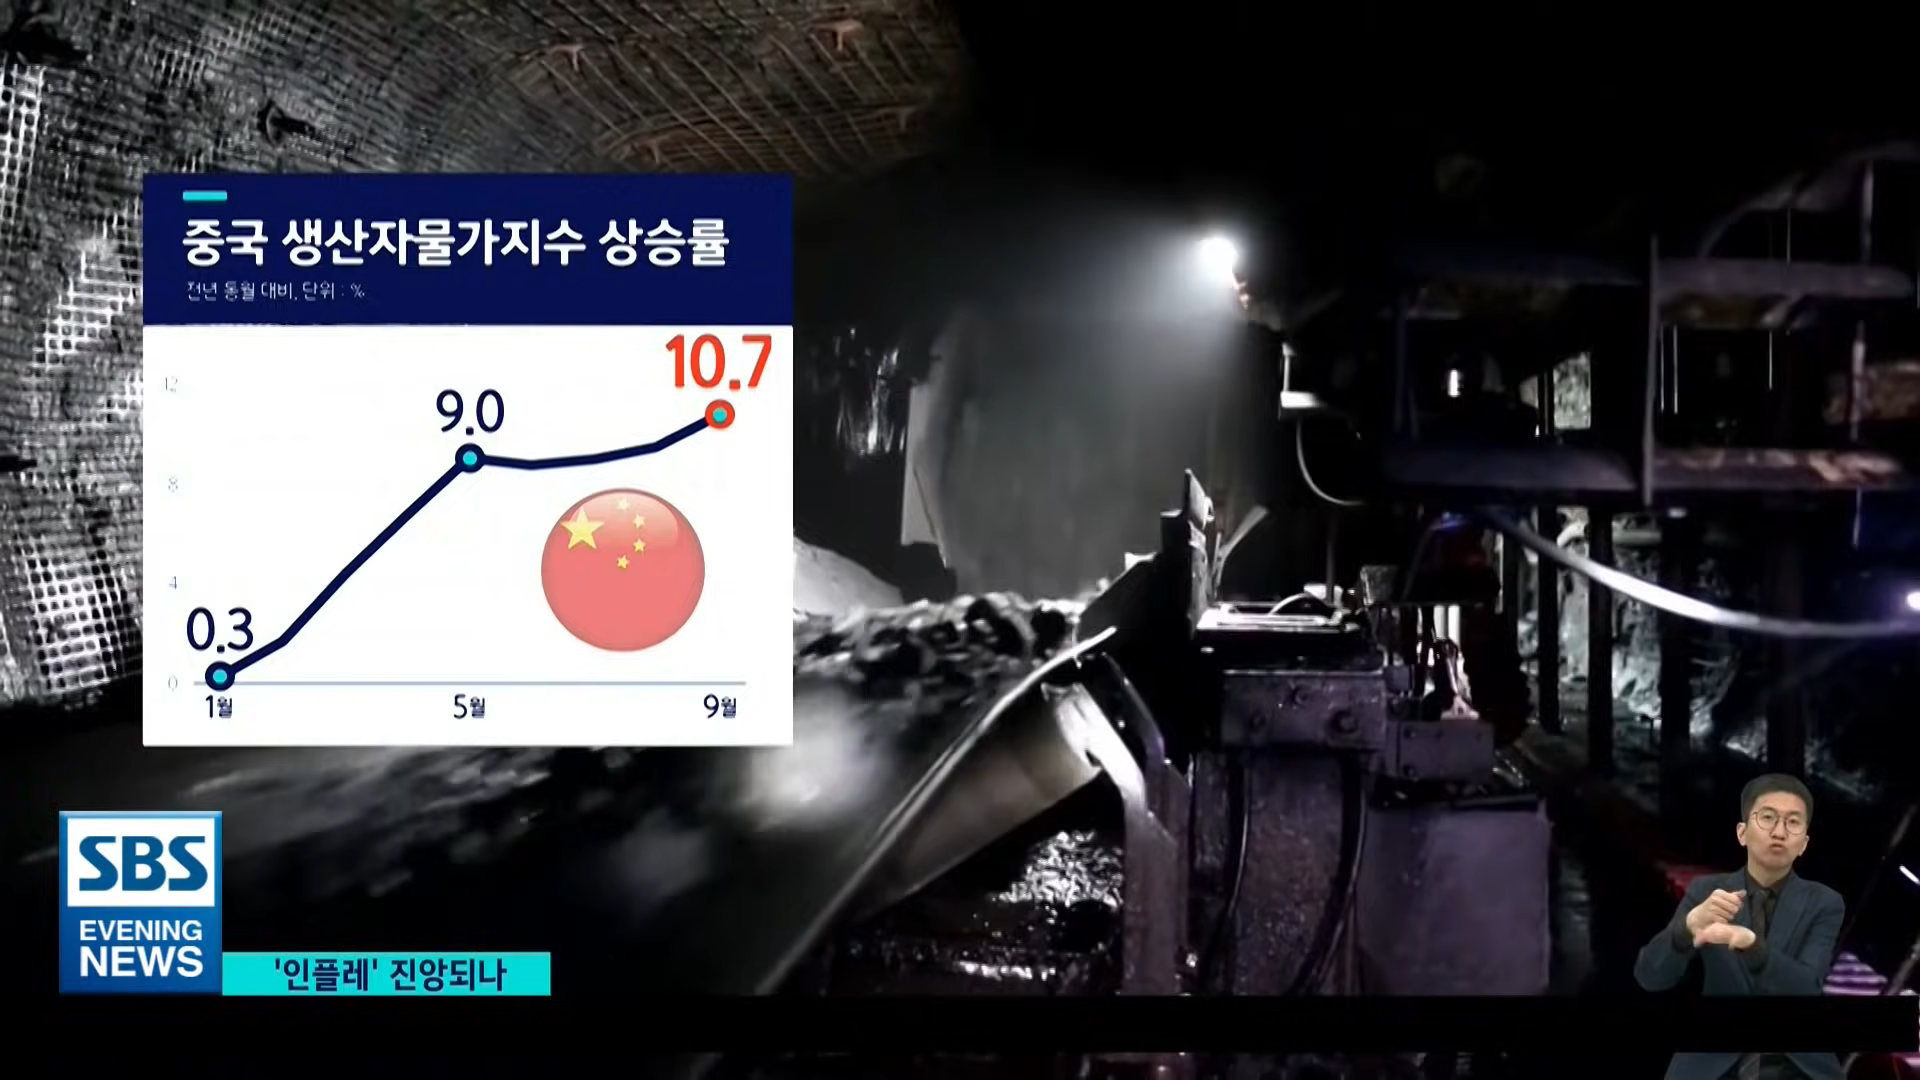 중국 생산자물가지수 상승률
전년 동월 대비, 단위 : %
12
8
4
0
0.3
9.0
10.7
1월
5월
9월
SBS
EVENING
NEWS
'인플레' 진앙되나